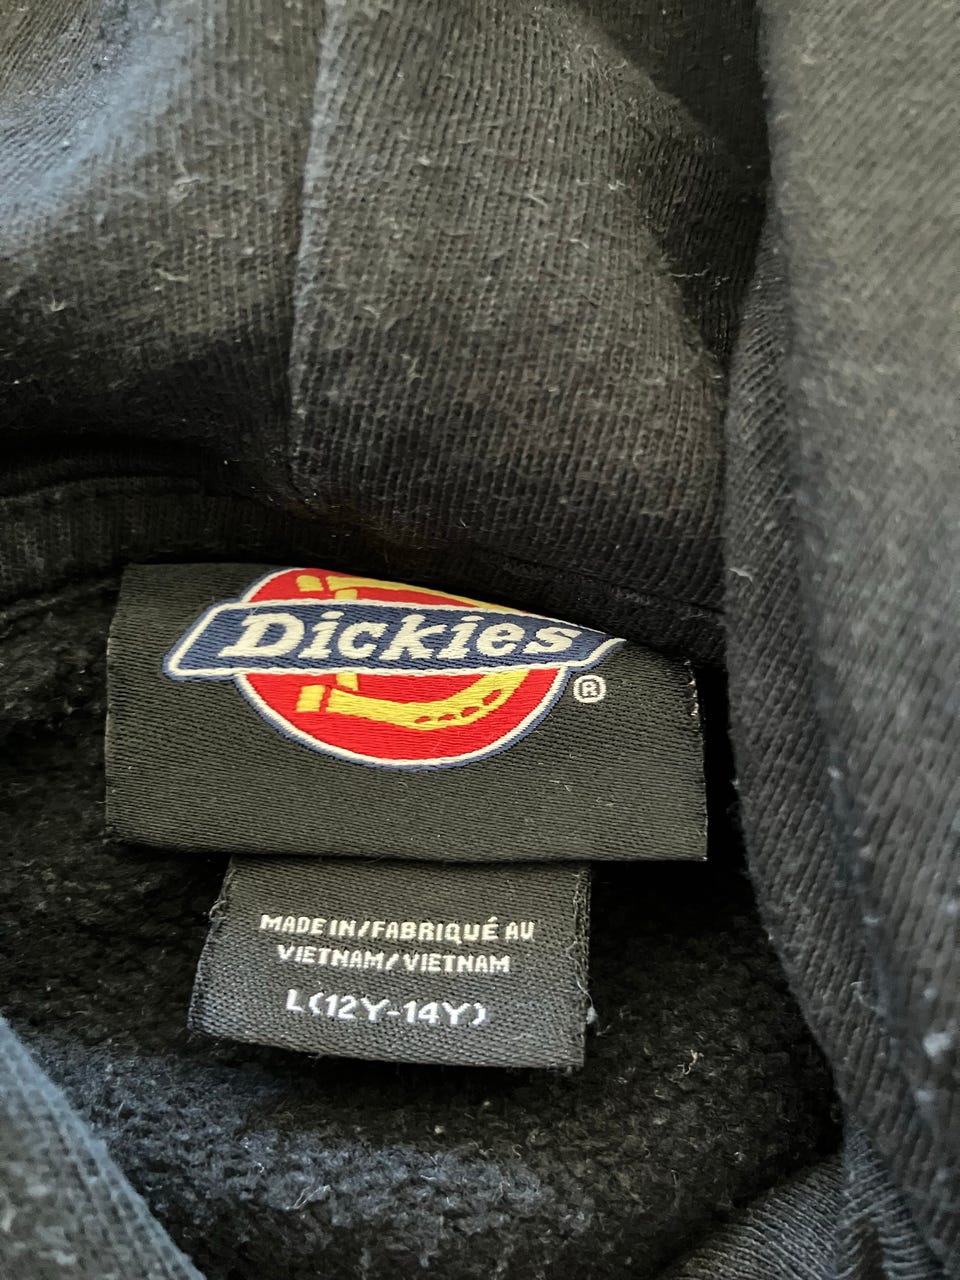 Dickies
®
MADE IN/FABRIQUÉ AU
VIETNAM/VIETNAM
L(12Y-14Y)